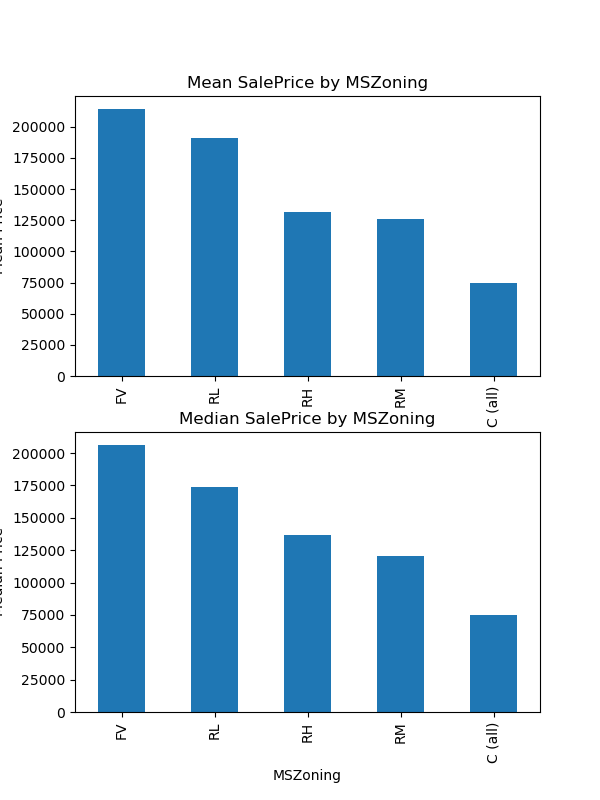 Mean SalePrice by MSZoning
200000
175000
150000
125000
100000
75000
50000
25000
0
FV
RL
RH
RM
C (all)
Median SalePrice by MSZoning
200000
175000
150000
125000
100000
75000
50000
25000
0
FV
RL
RH
RM
C (all)
MSZoning